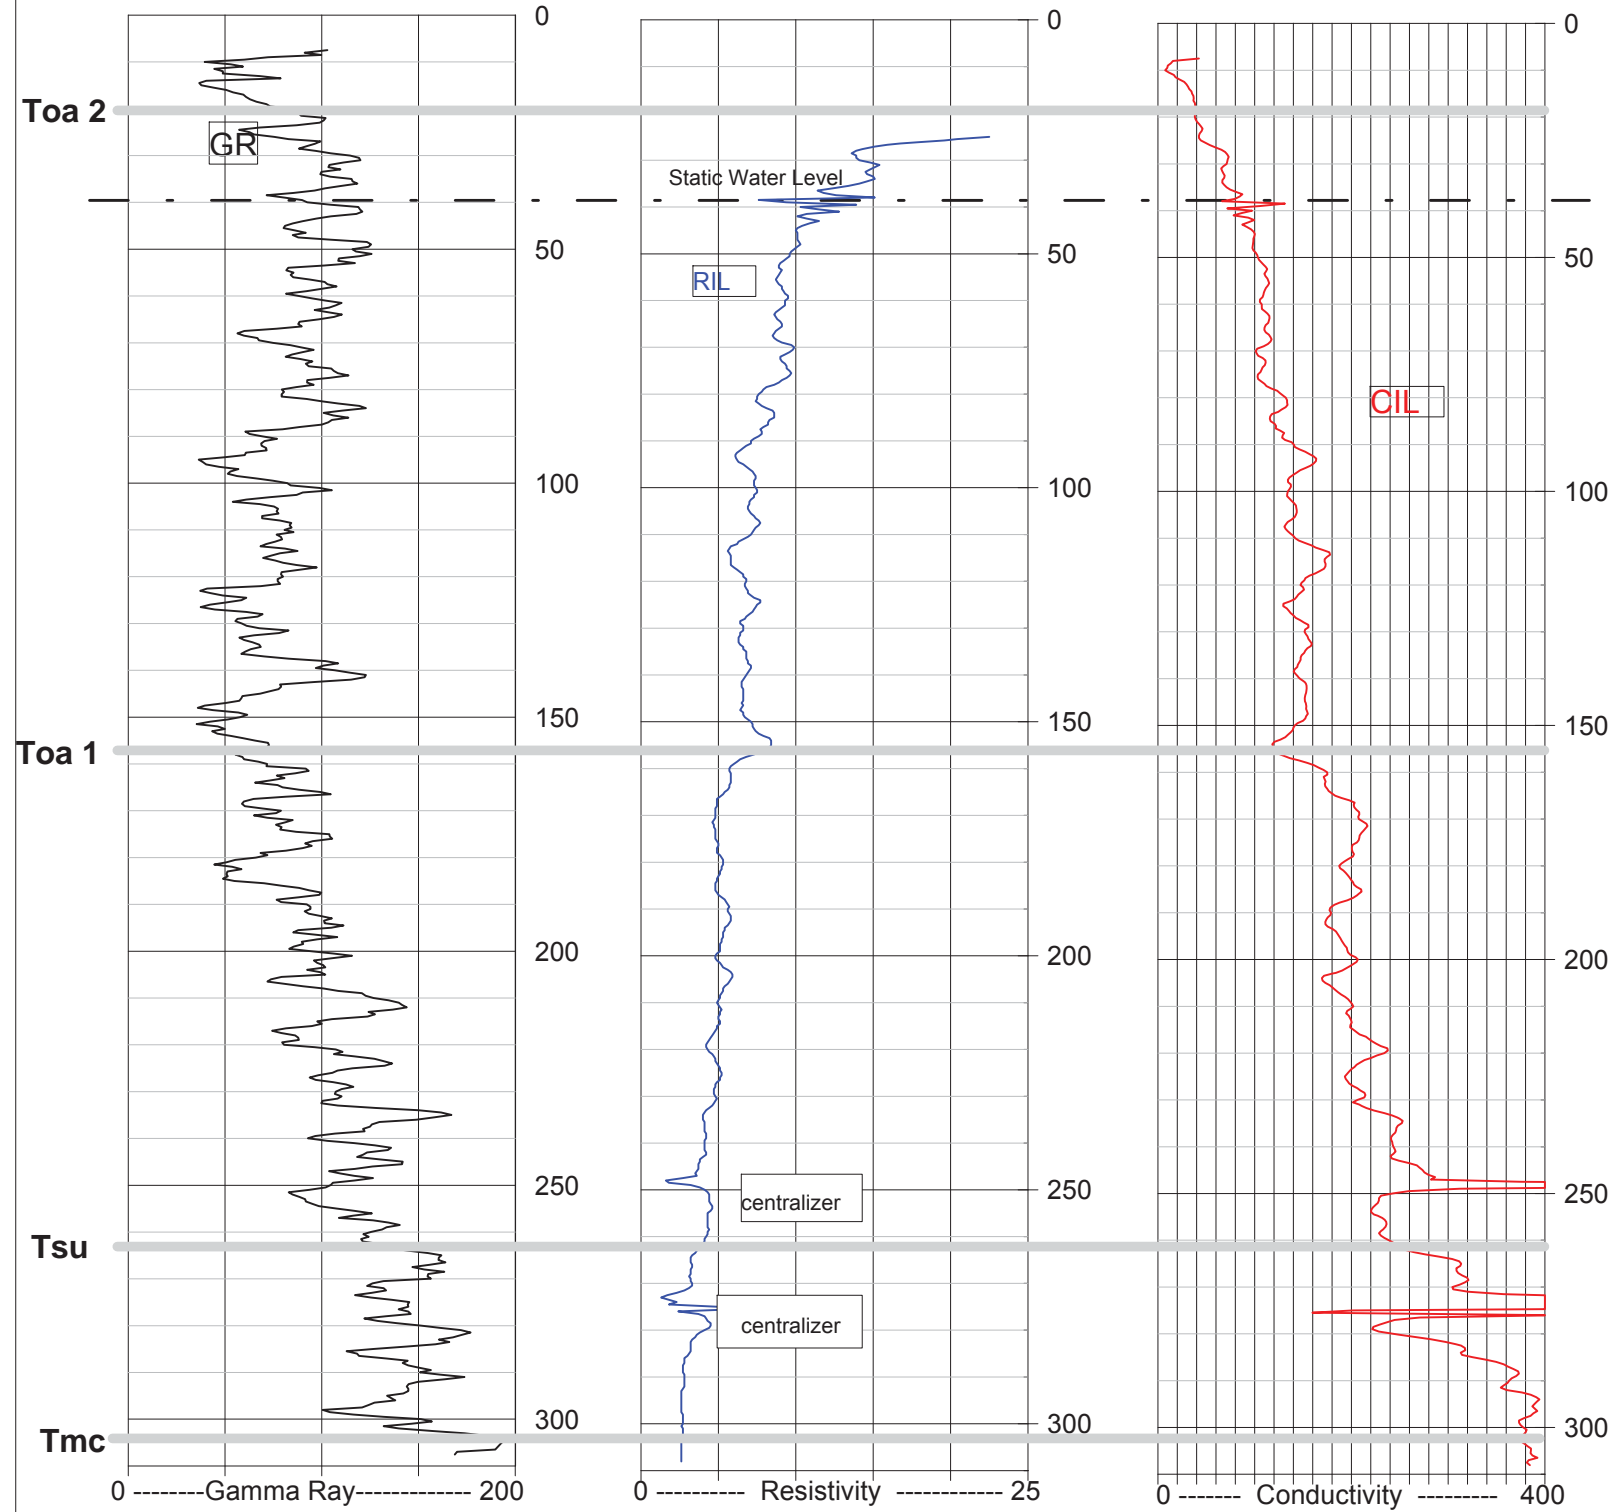 0
0
0
Toa 2
GR
Static Water Level
50
50
50
RIL
CIL
100
100
100
150
150
150
Toa 1
200
200
200
250
250
250
centralizer
Tsu
centralizer
300
300
300
Tmc
0 ---------Gamma Ray-------------- 200
0 ----------- Resistivity ----------- 25
0 -------- Conductivity --------- 400